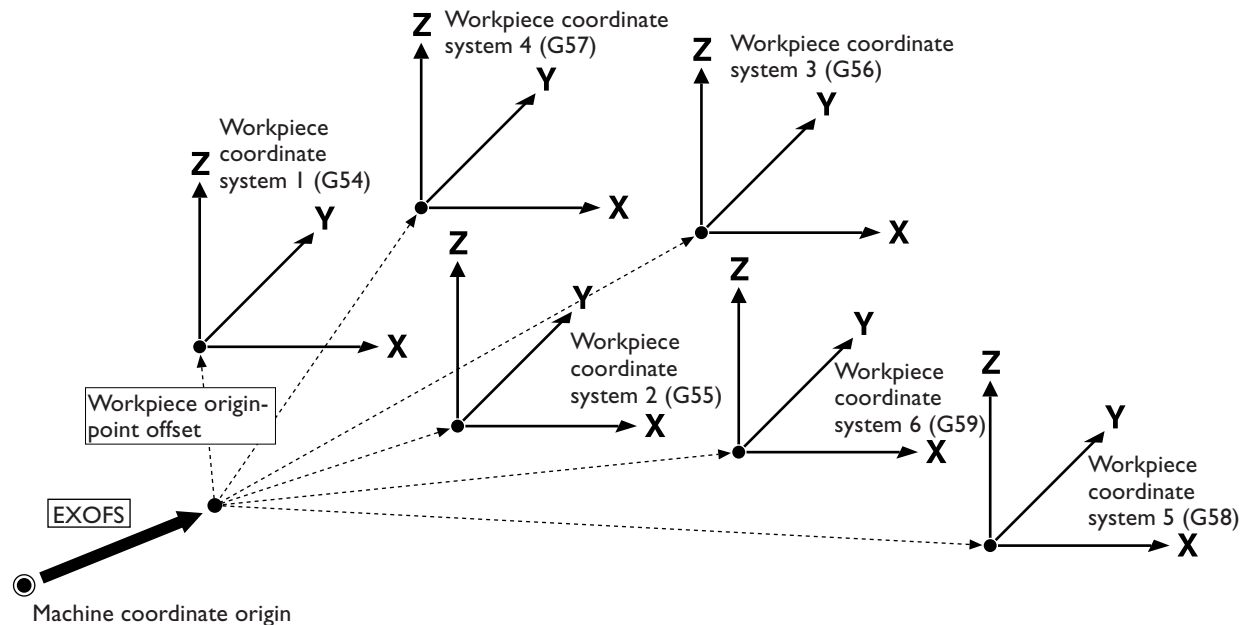 Z
Workpiece coordinate
system 4 (G57)
Y
X
Z
Workpiece coordinate
system 3 (G56)
Y
X
Workpiece
coordinate
system 1 (G54)
Z
Y
X
Z
Y
Workpiece
coordinate
system 2 (G55)
X
Z
Y
Workpiece
coordinate
system 6 (G59)
X
Z
Y
Workpiece
coordinate
system 5 (G58)
X
Workpiece origin-
point offset
EXOFS
Machine coordinate origin